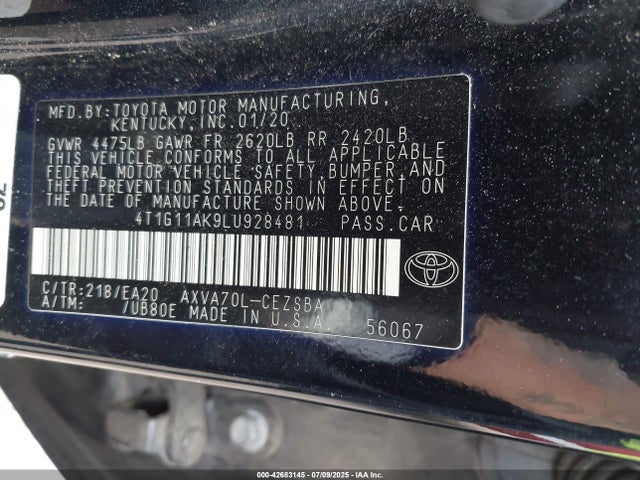 MFD.BY:TOYOTA MOTOR MANUFACTURING,
KENTUCKY,INC.01/20
GVWR 4475LB GAWR FR 2620LB RR 2420LB
THIS VEHICLE CONFORMS TO ALL APPLICABLE
FEDERAL MOTOR VEHICLE SAFETY,BUMPER,AND
THEFT PREVENTION STANDARDS IN EFFECT ON
THE DATE OF MANUFACTURE SHOWN ABOVE.
4T1G11AK9LU928481 PASS.CAR
C/TR:218/EA20 AXVA70L-CEZSBA
A/TM: /UB80E MADE IN U.S.A. 56067
000-42683145 | 07/09/2025 | IAA Inc.